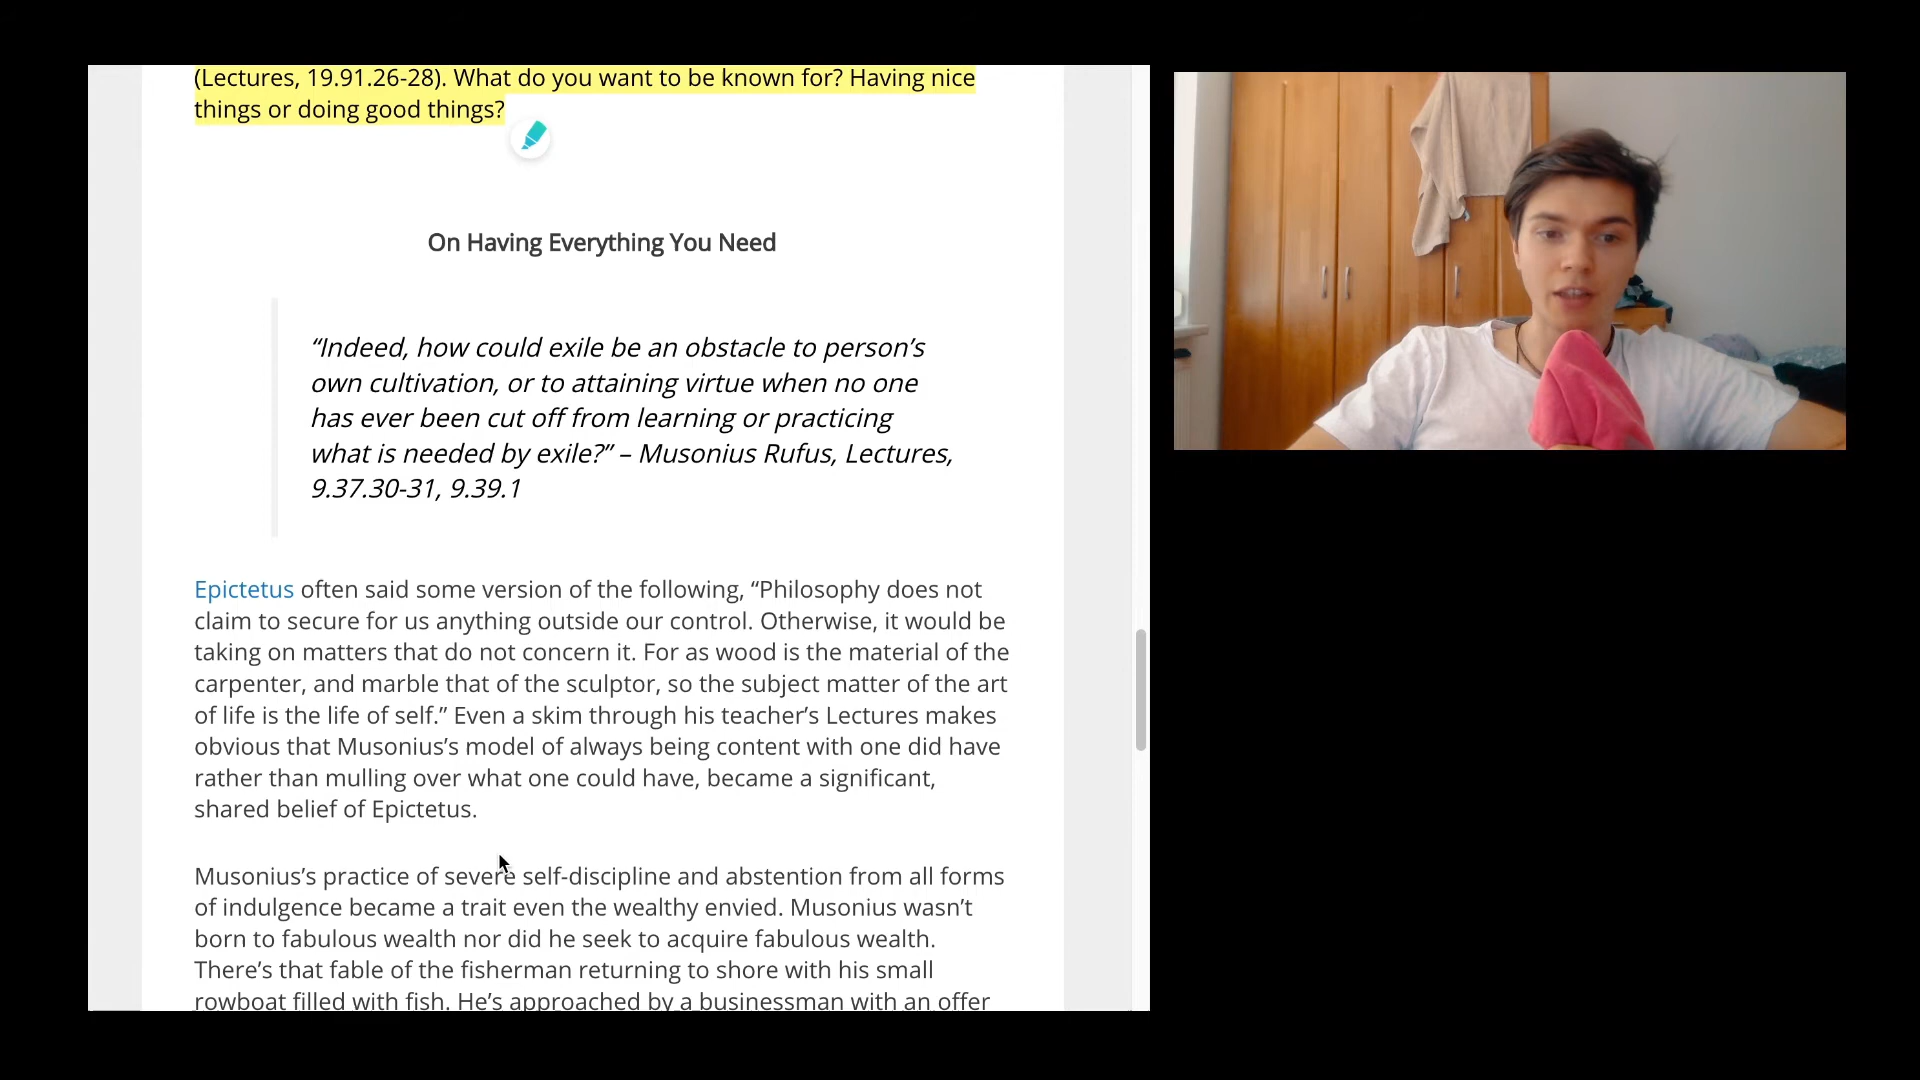 (Lectures, 19.91.26-28). What do you want to be known for? Having nice
things or doing good things?
On Having Everything You Need
“Indeed, how could exile be an obstacle to person’s
own cultivation, or to attaining virtue when no one
has ever been cut off from learning or practicing
what is needed by exile?” – Musonius Rufus, Lectures,
9.37.30-31, 9.39.1
Epictetus often said some version of the following, “Philosophy does not
claim to secure for us anything outside our control. Otherwise, it would be
taking on matters that do not concern it. For as wood is the material of the
carpenter, and marble that of the sculptor, so the subject matter of the art
of life is the life of self.” Even a skim through his teacher’s Lectures makes
obvious that Musonius’s model of always being content with one did have
rather than mulling over what one could have, became a significant,
shared belief of Epictetus.
Musonius’s practice of severe self-discipline and abstention from all forms
of indulgence became a trait even the wealthy envied. Musonius wasn’t
born to fabulous wealth nor did he seek to acquire fabulous wealth.
There’s that fable of the fisherman returning to shore with his small
rowboat filled with fish. He’s approached by a businessman with an offer